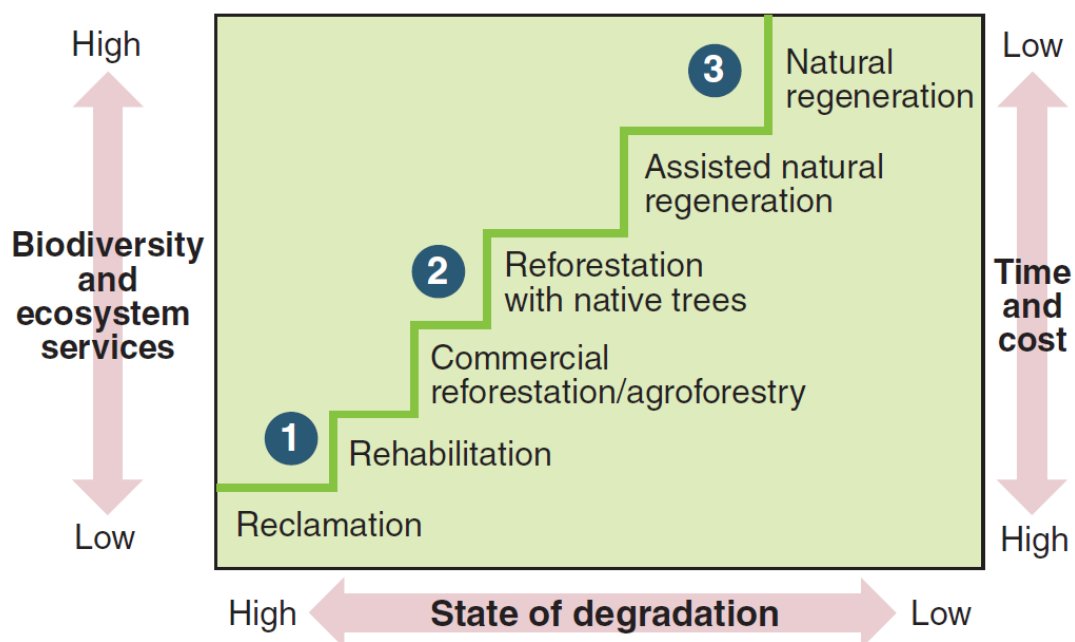 High
Low
3
Natural
regeneration
Assisted natural
regeneration
Biodiversity
and
ecosystem
services
2
Reforestation
with native trees
Time
and
cost
Commercial
reforestation/agroforestry
1
Rehabilitation
Reclamation
Low
High
High
State of degradation
Low